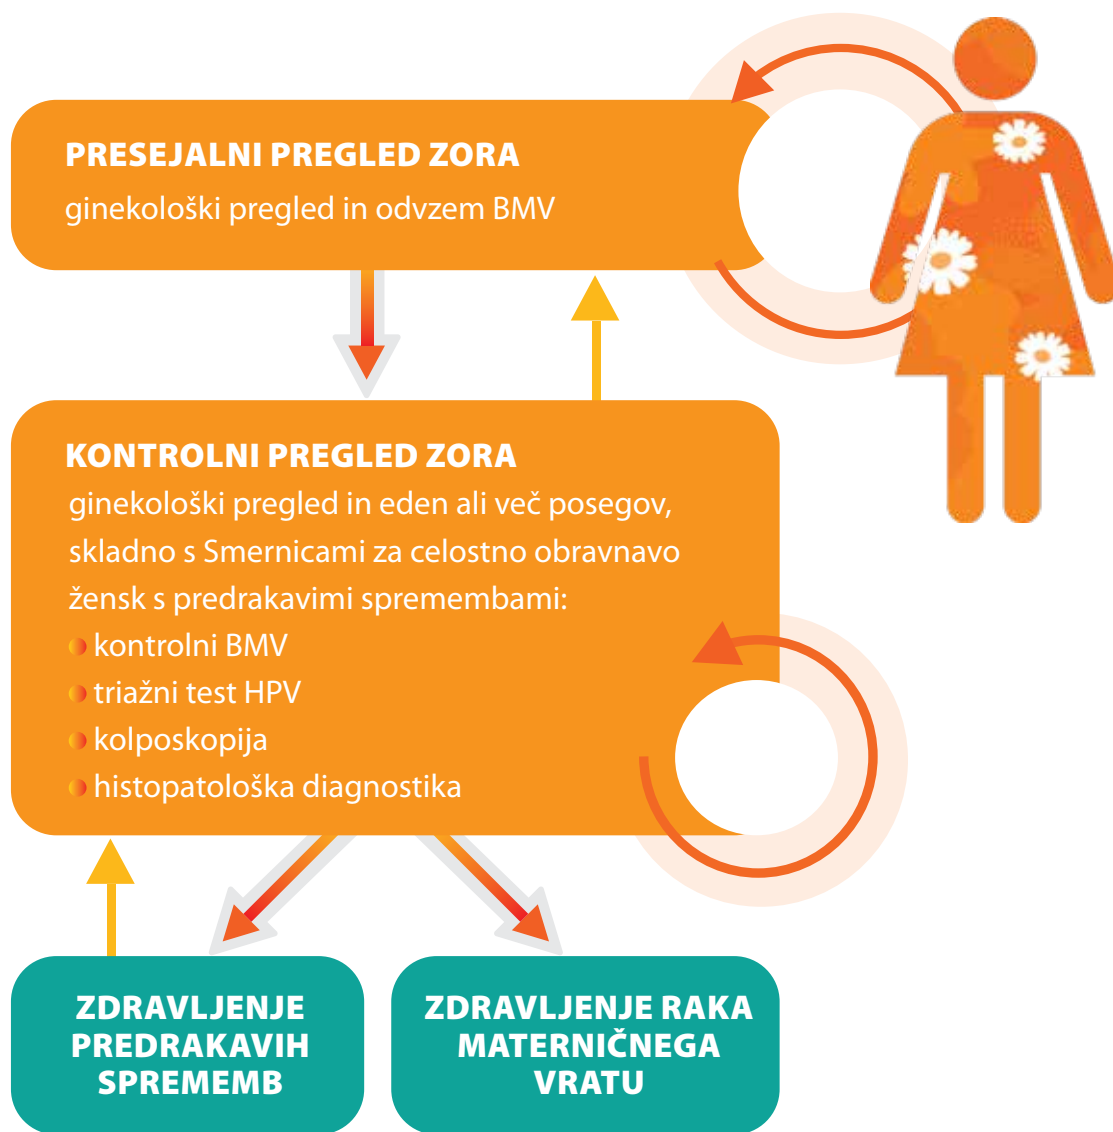 PRESEJALNI PREGLED ZORA
ginekološki pregled in odvzem BMV
KONTROLNI PREGLED ZORA
ginekološki pregled in eden ali več posegov,
skladno s Smernicami za celostno obravnavo
žensk s predrakavimi spremembami:
kontrolni BMV
triažni test HPV
kolposkopija
histopatološka diagnostika
ZDRAVLJENJE
PREDRAKAVIH
SPREMEMB
ZDRAVLJENJE RAKA
MATERNIČNEGA
VRATU